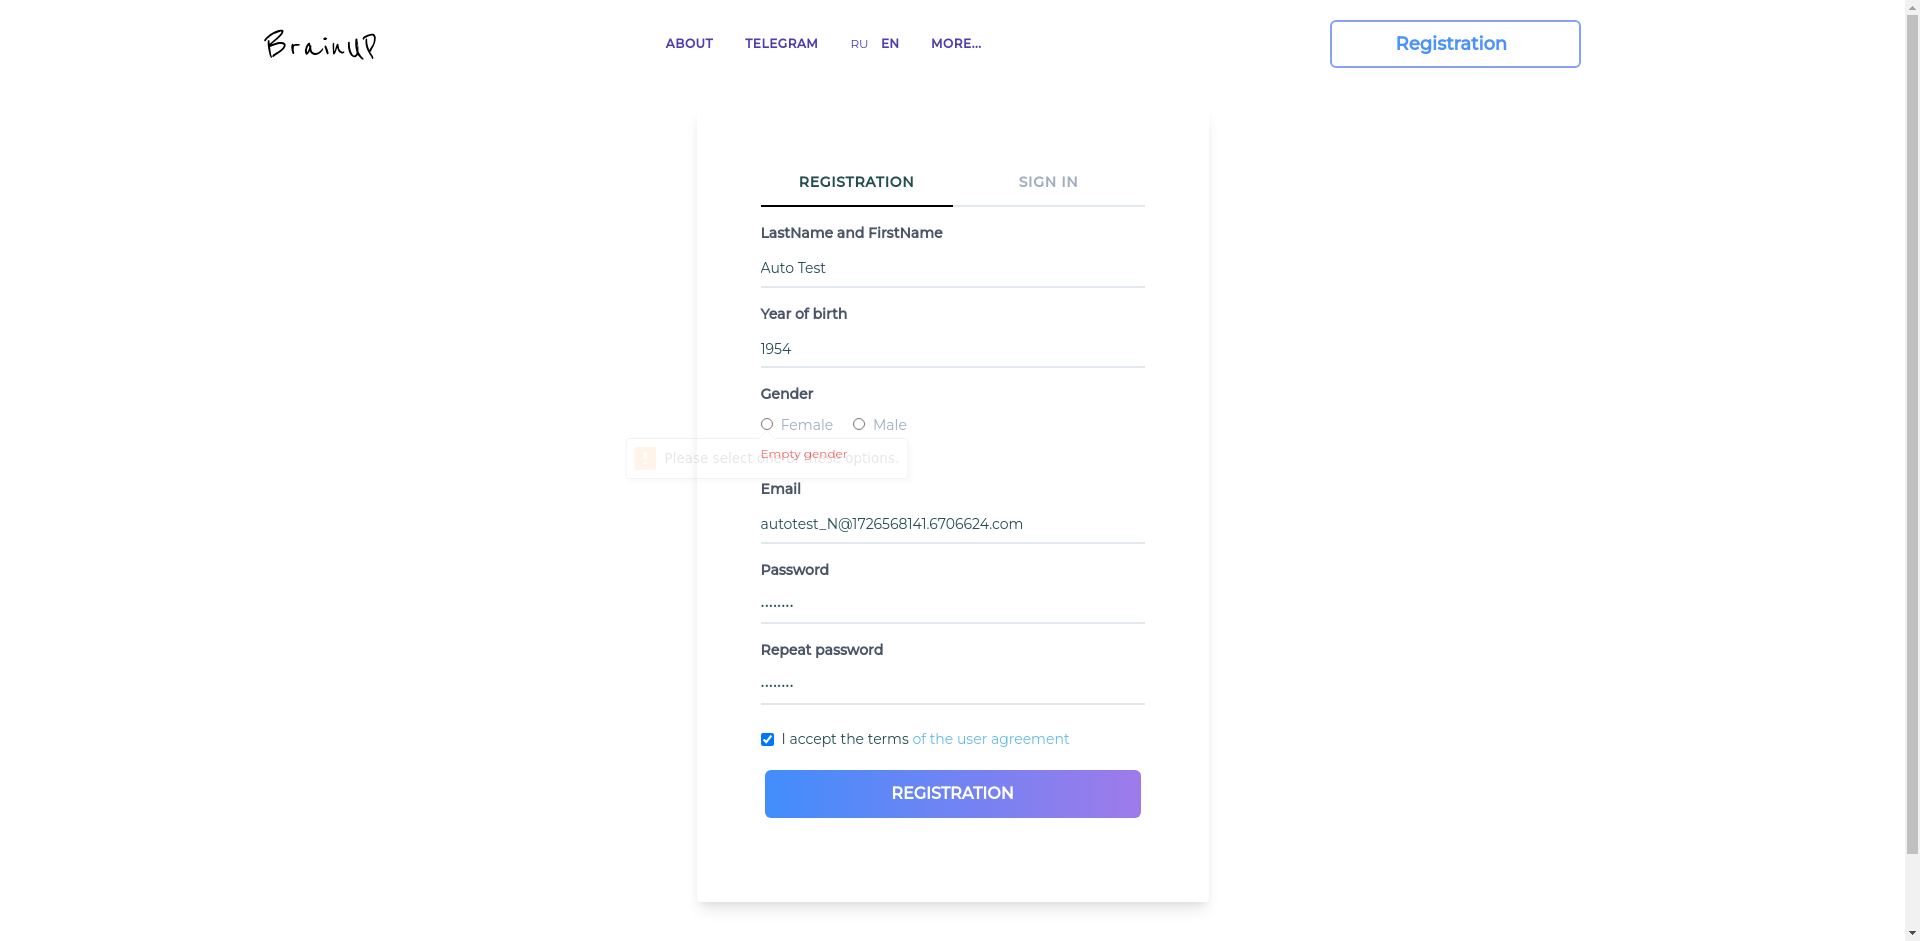 BrainUP
ABOUT TELEGRAM RU EN MORE...
Registration
REGISTRATION SIGN IN
LastName and FirstName
Auto Test
Year of birth
1954
Gender
Female Male
Empty gender
! Please select one of these options.
Email
autotest_N@1726568141.6706624.com
Password
••••••••
Repeat password
••••••••
I accept the terms of the user agreement
REGISTRATION